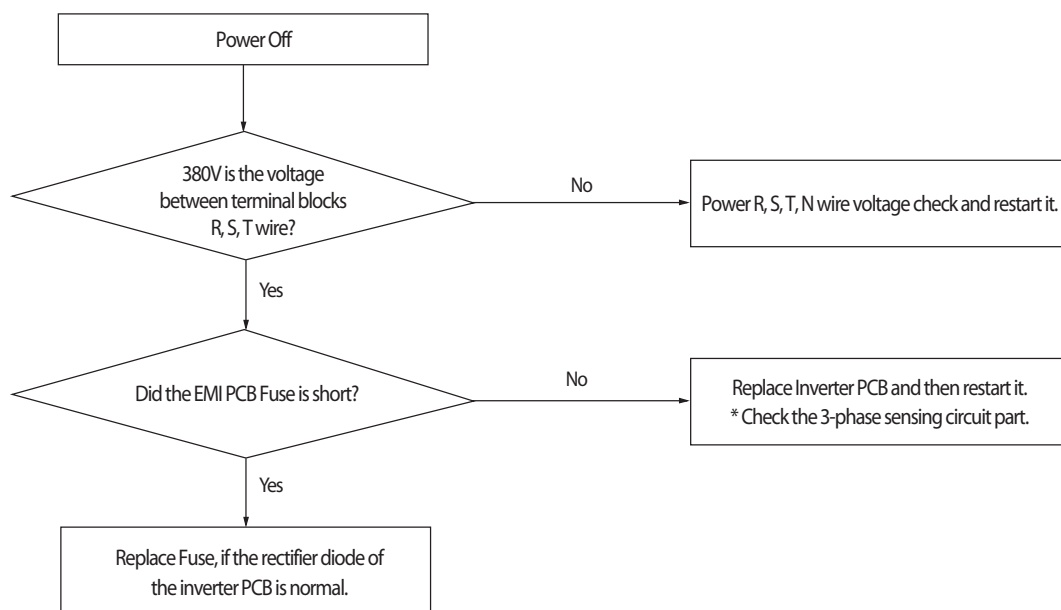 Power Off
380V is the voltage
between terminal blocks
R, S, T wire?
No
Power R, S, T, N wire voltage check and restart it.
Yes
Did the EMI PCB Fuse is short?
No
Replace Inverter PCB and then restart it.
* Check the 3-phase sensing circuit part.
Yes
Replace Fuse, if the rectifier diode of
the inverter PCB is normal.